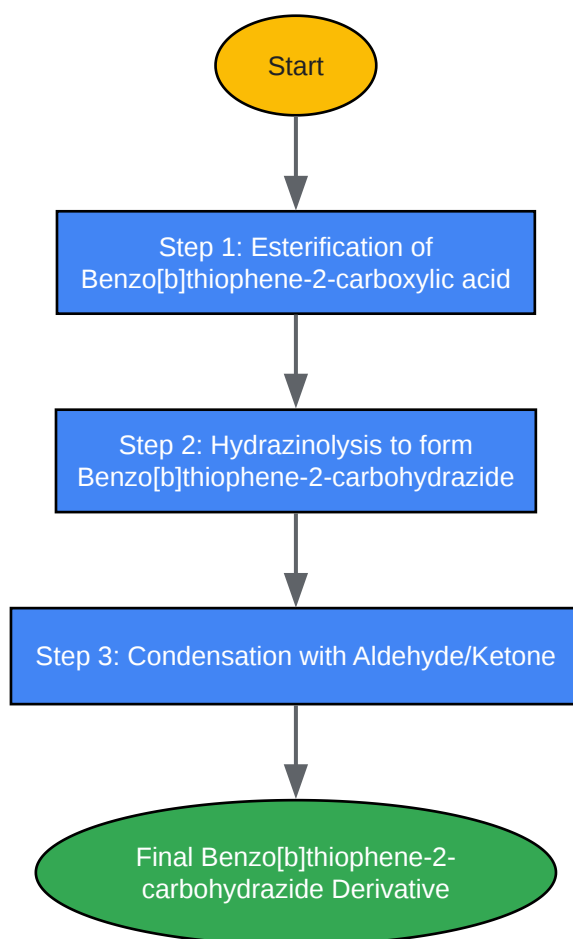 Start
Step 1: Esterification of
Benzo[b]thiophene-2-carboxylic acid
Step 2: Hydrazinolysis to form
Benzo[b]thiophene-2-carbohydrazide
Step 3: Condensation with Aldehyde/Ketone
Final Benzo[b]thiophene-2-
carbohydrazide Derivative